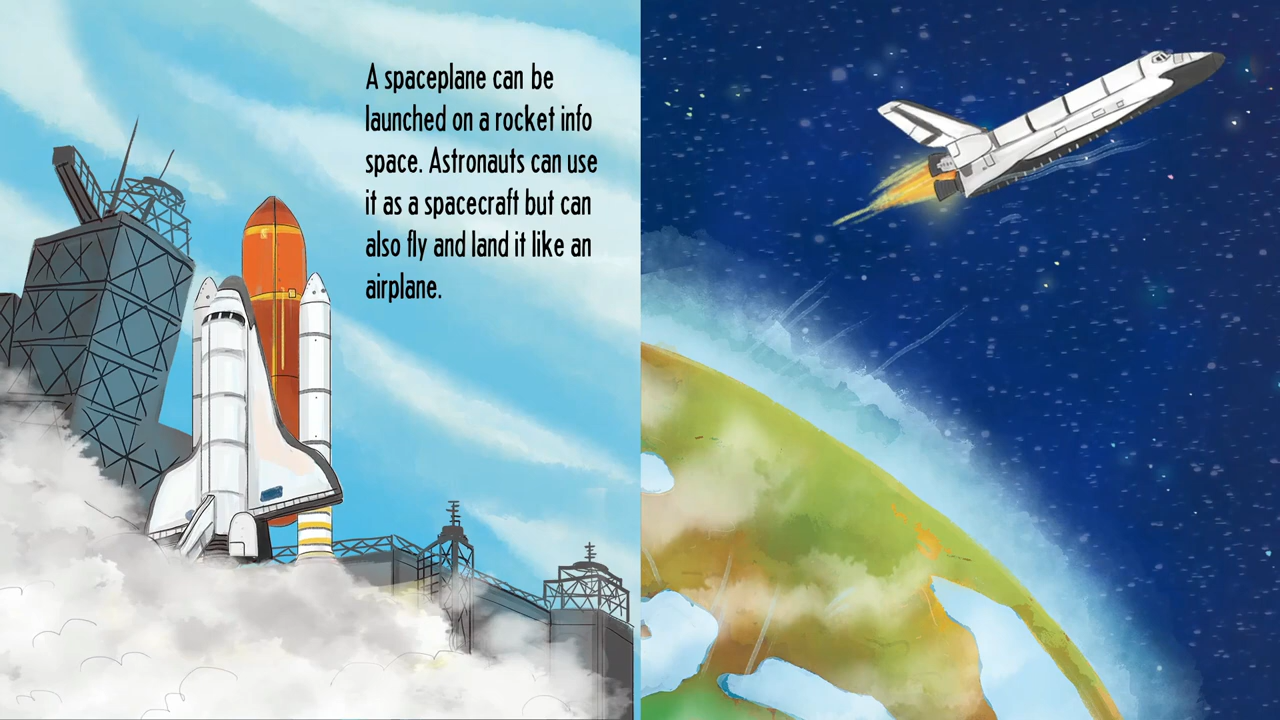 A spaceplane can be
launched on a rocket info
space. Astronauts can use
it as a spacecraft but can
also fly and land it like an
airplane.